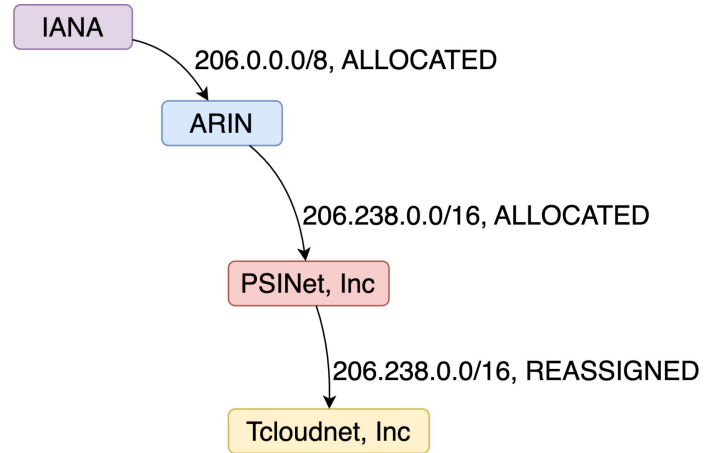 IANA
206.0.0.0/8, ALLOCATED
ARIN
206.238.0.0/16, ALLOCATED
PSINet, Inc
206.238.0.0/16, REASSIGNED
Tcloudnet, Inc